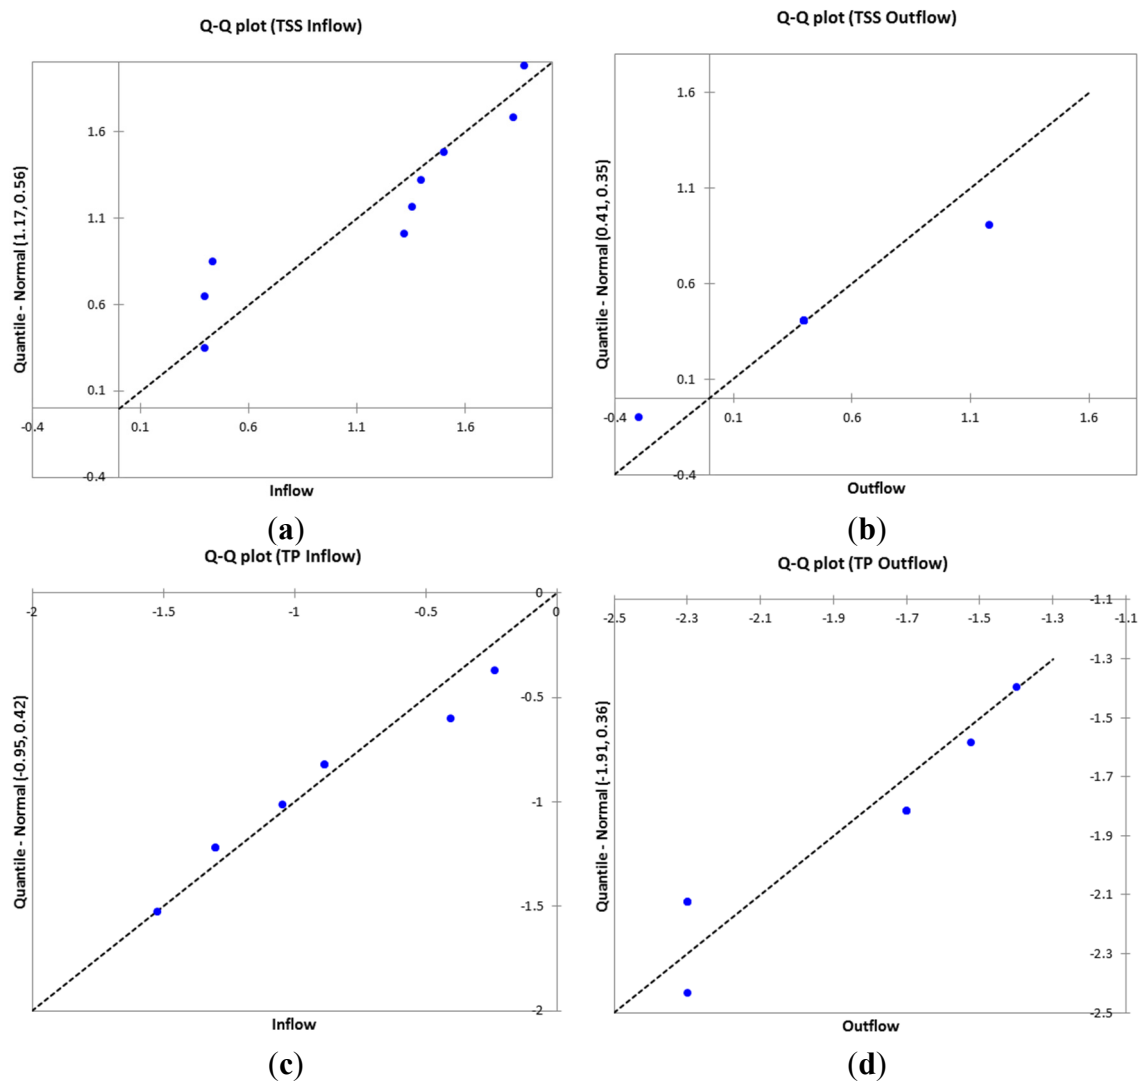 Q-Q plot (TSS Inflow)
Quantile - Normal (1.17, 0.56)
1.6
1.1
0.6
0.1
-0.4
-0.4 0.1 0.6 1.1 1.6
Inflow
(a)
Q-Q plot (TSS Outflow)
Quantile - Normal (0.41, 0.35)
1.6
1.1
0.6
0.1
-0.4 0.1 0.6 1.1 1.6
-0.4
Outflow
(b)
Q-Q plot (TP Inflow)
Quantile - Normal (-0.95, 0.42)
0
-2 -1.5 -1 -0.5 0
-0.5
-1
-1.5
-2
Inflow
(c)
Q-Q plot (TP Outflow)
Quantile - Normal (-1.91, 0.36)
-1.1
-2.5 -2.3 -2.1 -1.9 -1.7 -1.5 -1.3 -1.1
-1.3
-1.5
-1.7
-1.9
-2.1
-2.3
-2.5
Outflow
(d)